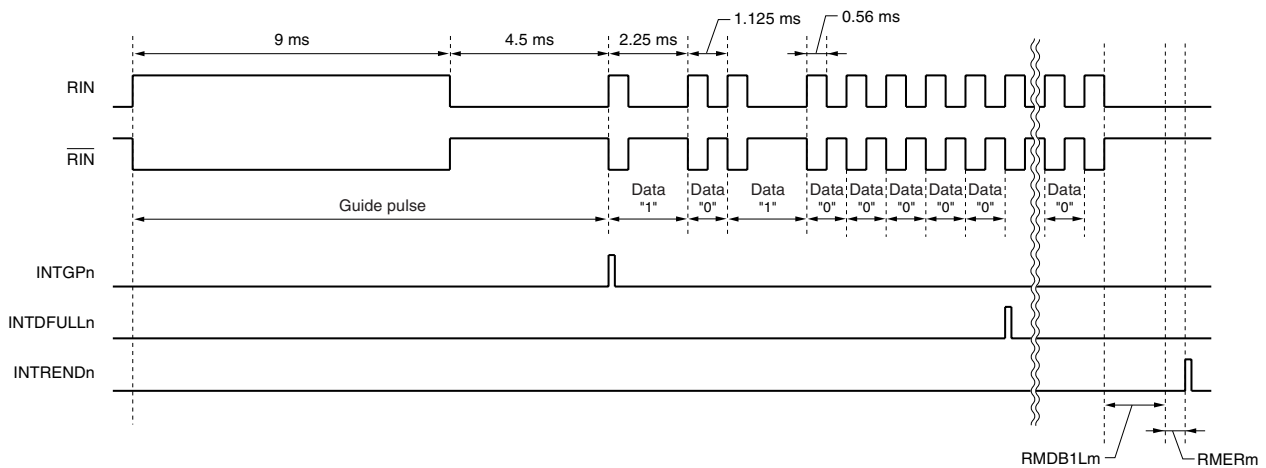 1.125 ms
0.56 ms
9 ms
4.5 ms
2.25 ms
RIN
RIN
Data "1"
Data "0"
Data "1"
Data "0"
Data "0"
Data "0"
Data "0"
Data "0"
Data "0"
Guide pulse
INTGPn
INTDFULLn
INTRENDn
RMDB1Lm
RMERm